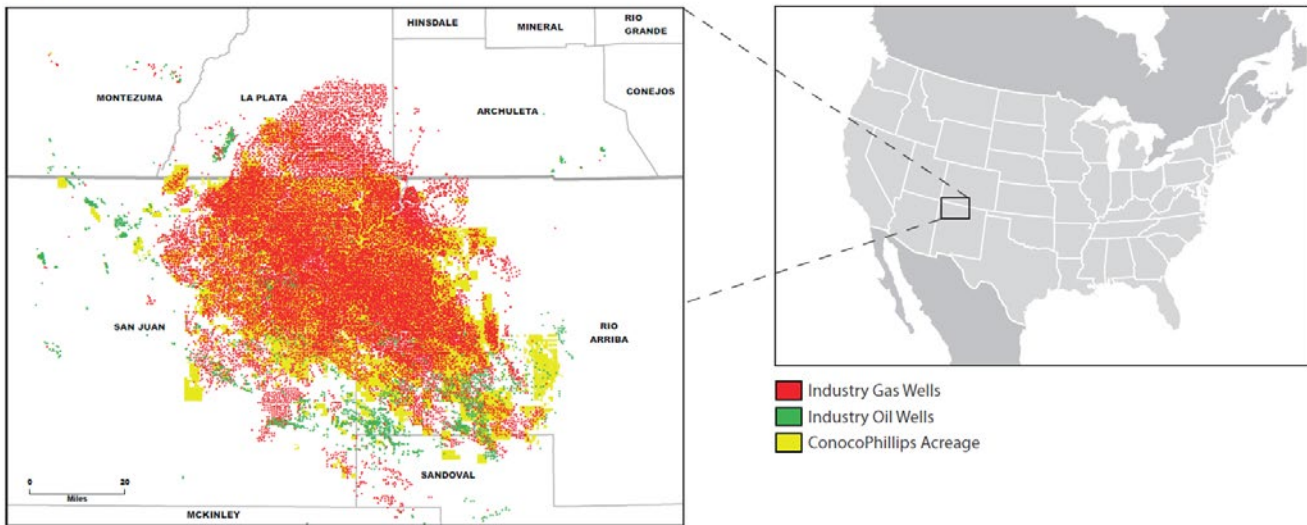 HINSDALE
MINERAL
RIO
GRANDE
MONTEZUMA
LA PLATA
ARCHULETA
CONEJOS
SAN JUAN
RIO
ARRIBA
SANDOVAL
0 20
Miles
MCKINLEY
Industry Gas Wells
Industry Oil Wells
ConocoPhillips Acreage